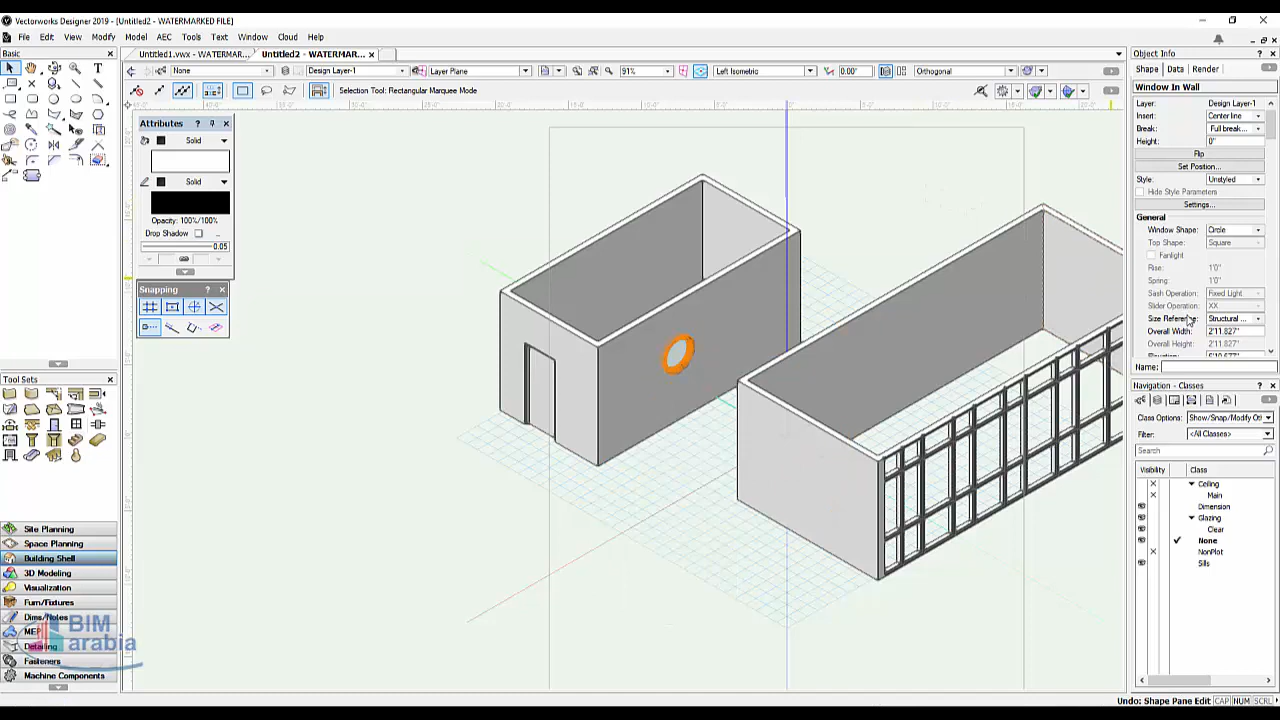 Vectorworks Designer 2019 - [Untitled2 - WATERMARKED FILE]
File Edit View Modify Model AEC Tools Text Window Cloud Help
Basic
Untitled1.vwx - WATERMAR...
Untitled2 - WATERMAR...
None
Design Layer-1
Layer Plane
91%
Left Isometric
0.00°
Orthogonal
Selection Tool: Rectangular Marquee Mode
Attributes ?
Solid
Solid
Opacity: 100%/100%
Drop Shadow
0.05
Snapping ?
Tool Sets
Site Planning
Space Planning
Building Shell
3D Modeling
Visualization
Furn/Fixtures
Dims/Notes
MEP
Detailing
Fasteners
Machine Components
BIM
arabia
Object Info ?
Shape Data Render
Window In Wall
Layer: Design Layer-1
Insert: Center line
Break: Full break...
Height: 0"
Flip
Set Position...
Style: Unstyled
Hide Style Parameters
Settings...
General
Window Shape: Circle
Top Shape: Square
Fanlight
Rise: 1'0"
Spring: 1'0"
Sash Operation: Fixed Light
Slider Operation: XX
Size Reference: Structural ...
Overall Width: 2'11.827"
Overall Height: 2'11.827"
Name:
Navigation - Classes ?
Class Options: Show/Snap/Modify Ot
Filter: <All Classes>
Search
Visibility Class
Ceiling
Main
Dimension
Glazing
Clear
None
NonPlot
Sills
Undo: Shape Pane Edit CAP NUM SCRL